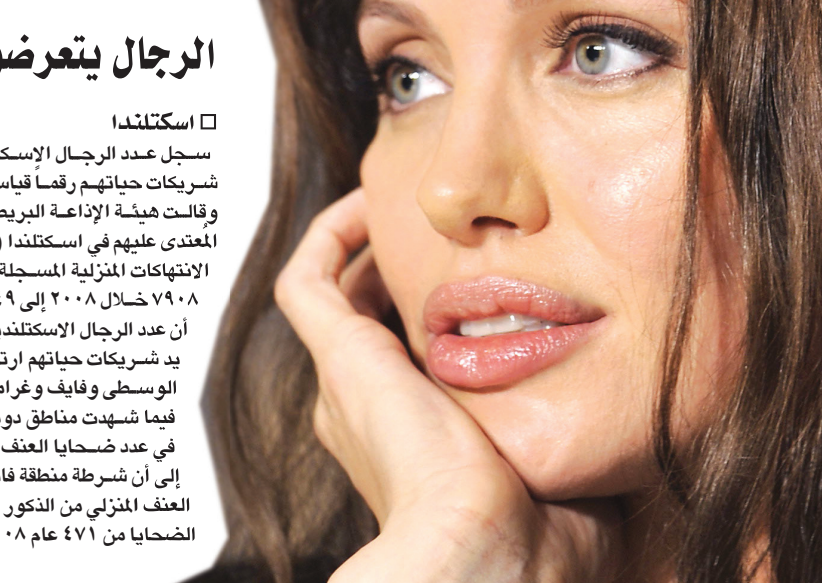 الرجال يتعرضو
□ اسكتلندا
سجل عدد الرجال الاسك
شريكات حياتهم رقماً قياس
وقالت هيئة الإذاعة البريط
المُعتدى عليهم في اسكتلندا (
الانتهاكات المنزلية المسجلة
٧٩٠٨ خلال ٢٠٠٨ إلى ٩
أن عدد الرجال الاسكتلندي
يد شريكات حياتهم ارت
الوسطى وفايف وغرام
فيما شهدت مناطق دو
في عدد ضحايا العنف
إلى أن شرطة منطقة فا
العنف المنزلي من الذكور
الضحايا من ٤٧١ عام ٠٨